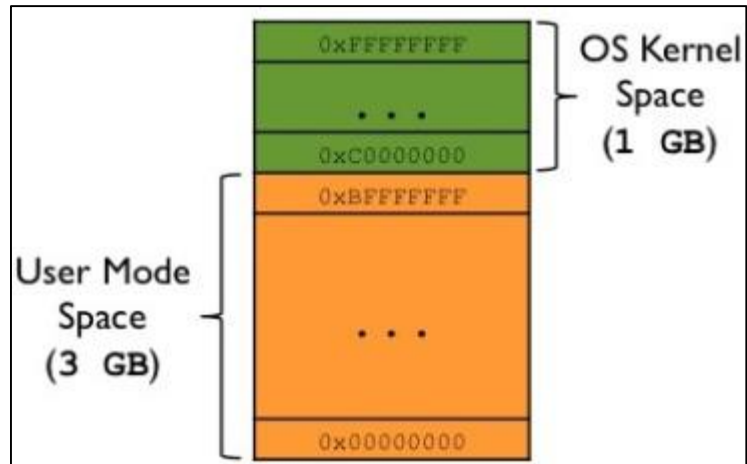 0xFFFFFFFF
OS Kernel
Space
(1 GB)
. . .
0xC0000000
0xBFFFFFFF
User Mode
Space
(3 GB)
. . .
0x00000000